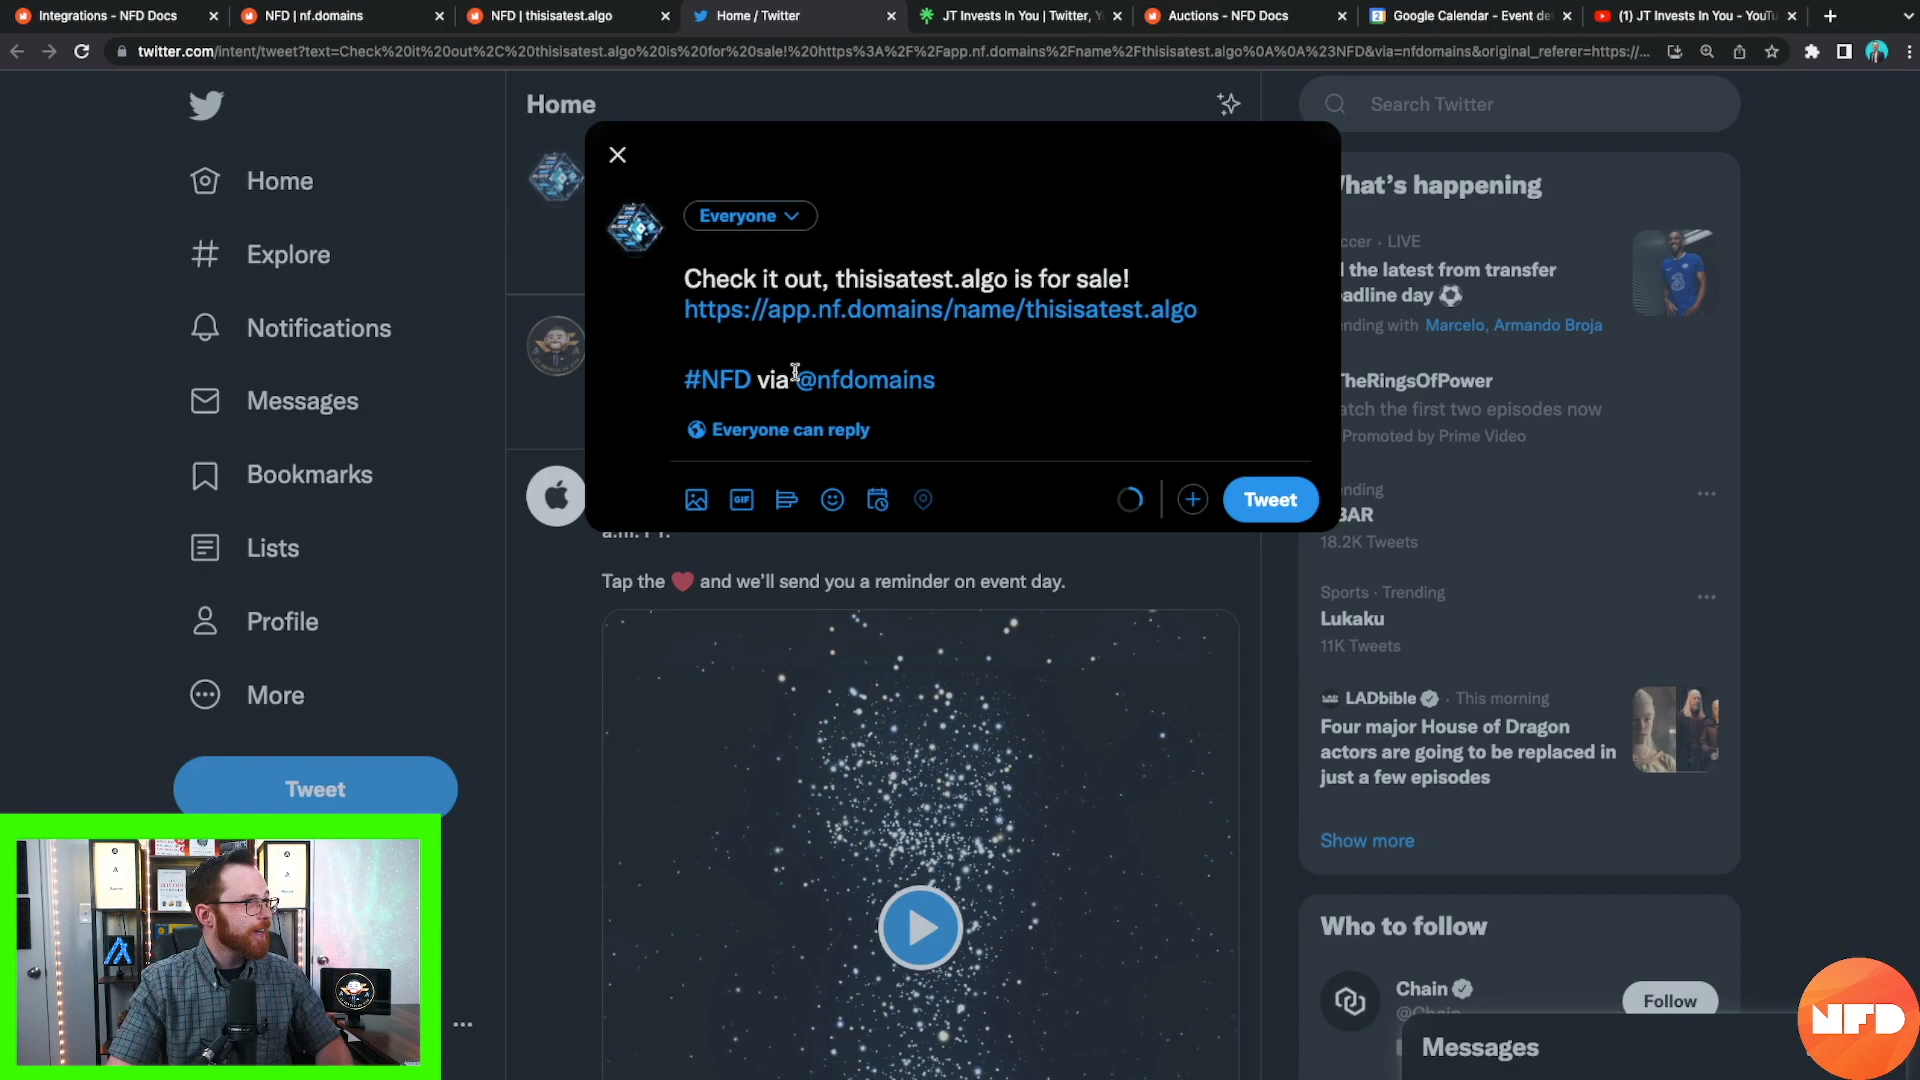 Integrations - NFD Docs
NFD | nf.domains
NFD | thisisatest.algo
Home / Twitter
JT Invests In You | Twitter, Y
Auctions - NFD Docs
Google Calendar - Event de
(1) JT Invests In You - YouTu
twitter.com/intent/tweet?text=Check%20it%20out%2C%20thisisatest.algo%20is%20for%20sale!%20https%3A%2F%2Fapp.nf.domains%2Fname%2Fthisisatest.algo%0A%0A%23NFD&via=nfdomains&original_referer=https://...
Home
Search Twitter
Home
Explore
Notifications
Messages
Bookmarks
Lists
Profile
More
Tweet
Everyone
Check it out, thisisatest.algo is for sale!
https://app.nf.domains/name/thisisatest.algo
#NFD via @nfdomains
Everyone can reply
GIF
Tweet
Tap the ❤️ and we'll send you a reminder on event day.
hat's happening
ccer · LIVE
l the latest from transfer
adline day ⚽
nding with Marcelo, Armando Broja
heRingsOfPower
atch the first two episodes now
Promoted by Prime Video
ending
BAR
18.2K Tweets
Sports · Trending
Lukaku
11K Tweets
LADbible · This morning
Four major House of Dragon
actors are going to be replaced in
just a few episodes
Show more
Who to follow
Chain
@Chain
Follow
Messages
NFD